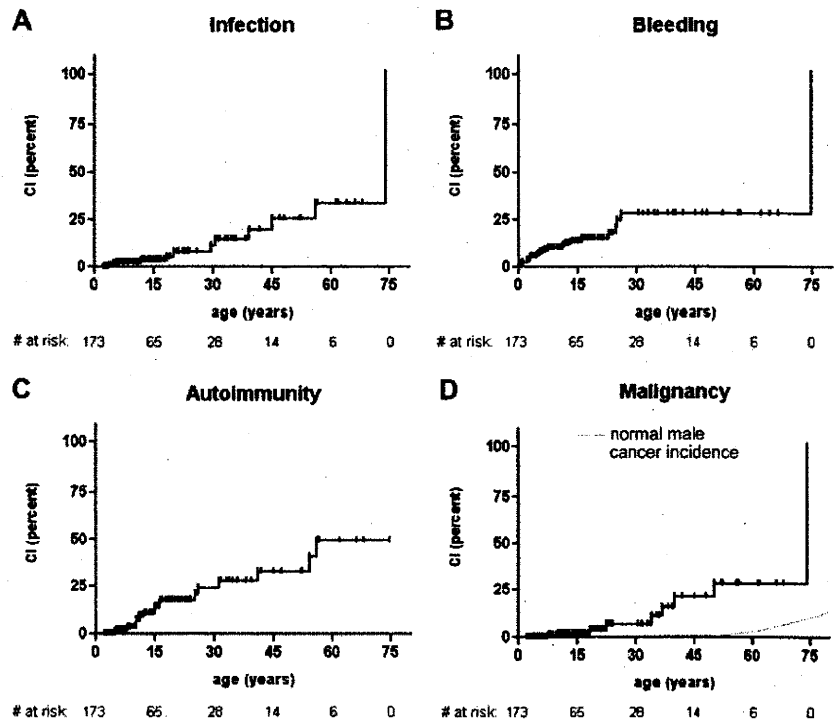 A Infection
CI (percent)
100
75
50
25
0
0 15 30 45 60 75
age (years)
# at risk: 173 65 28 14 6 0
B Bleeding
CI (percent)
100
75
50
25
0
0 15 30 45 60 75
age (years)
# at risk: 173 65 28 14 6 0
C Autoimmunity
CI (percent)
100
75
50
25
0
0 15 30 45 60 75
age (years)
# at risk: 173 65 28 14 6 0
D Malignancy
normal male
cancer incidence
CI (percent)
100
75
50
25
0
0 15 30 45 60 75
age (years)
# at risk: 173 65 28 14 6 0